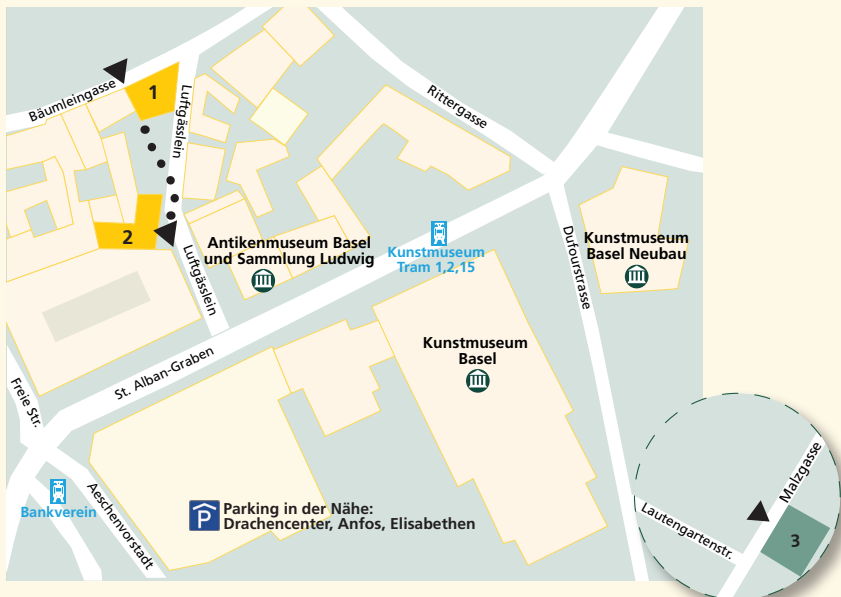 Bäumleingasse
1
Luftgässlein
Rittergasse
2
Luftgässlein
Antikenmuseum Basel
und Sammlung Ludwig
Kunstmuseum
Tram 1,2,15
Dufourstrasse
Kunstmuseum
Basel Neubau
Kunstmuseum
Basel
St. Alban-Graben
Freie Str.
Bankverein
Aeschenvorstadt
P
Parking in der Nähe:
Drachencenter, Anfos, Elisabethen
Malzgasse
Lautengartenstr.
3